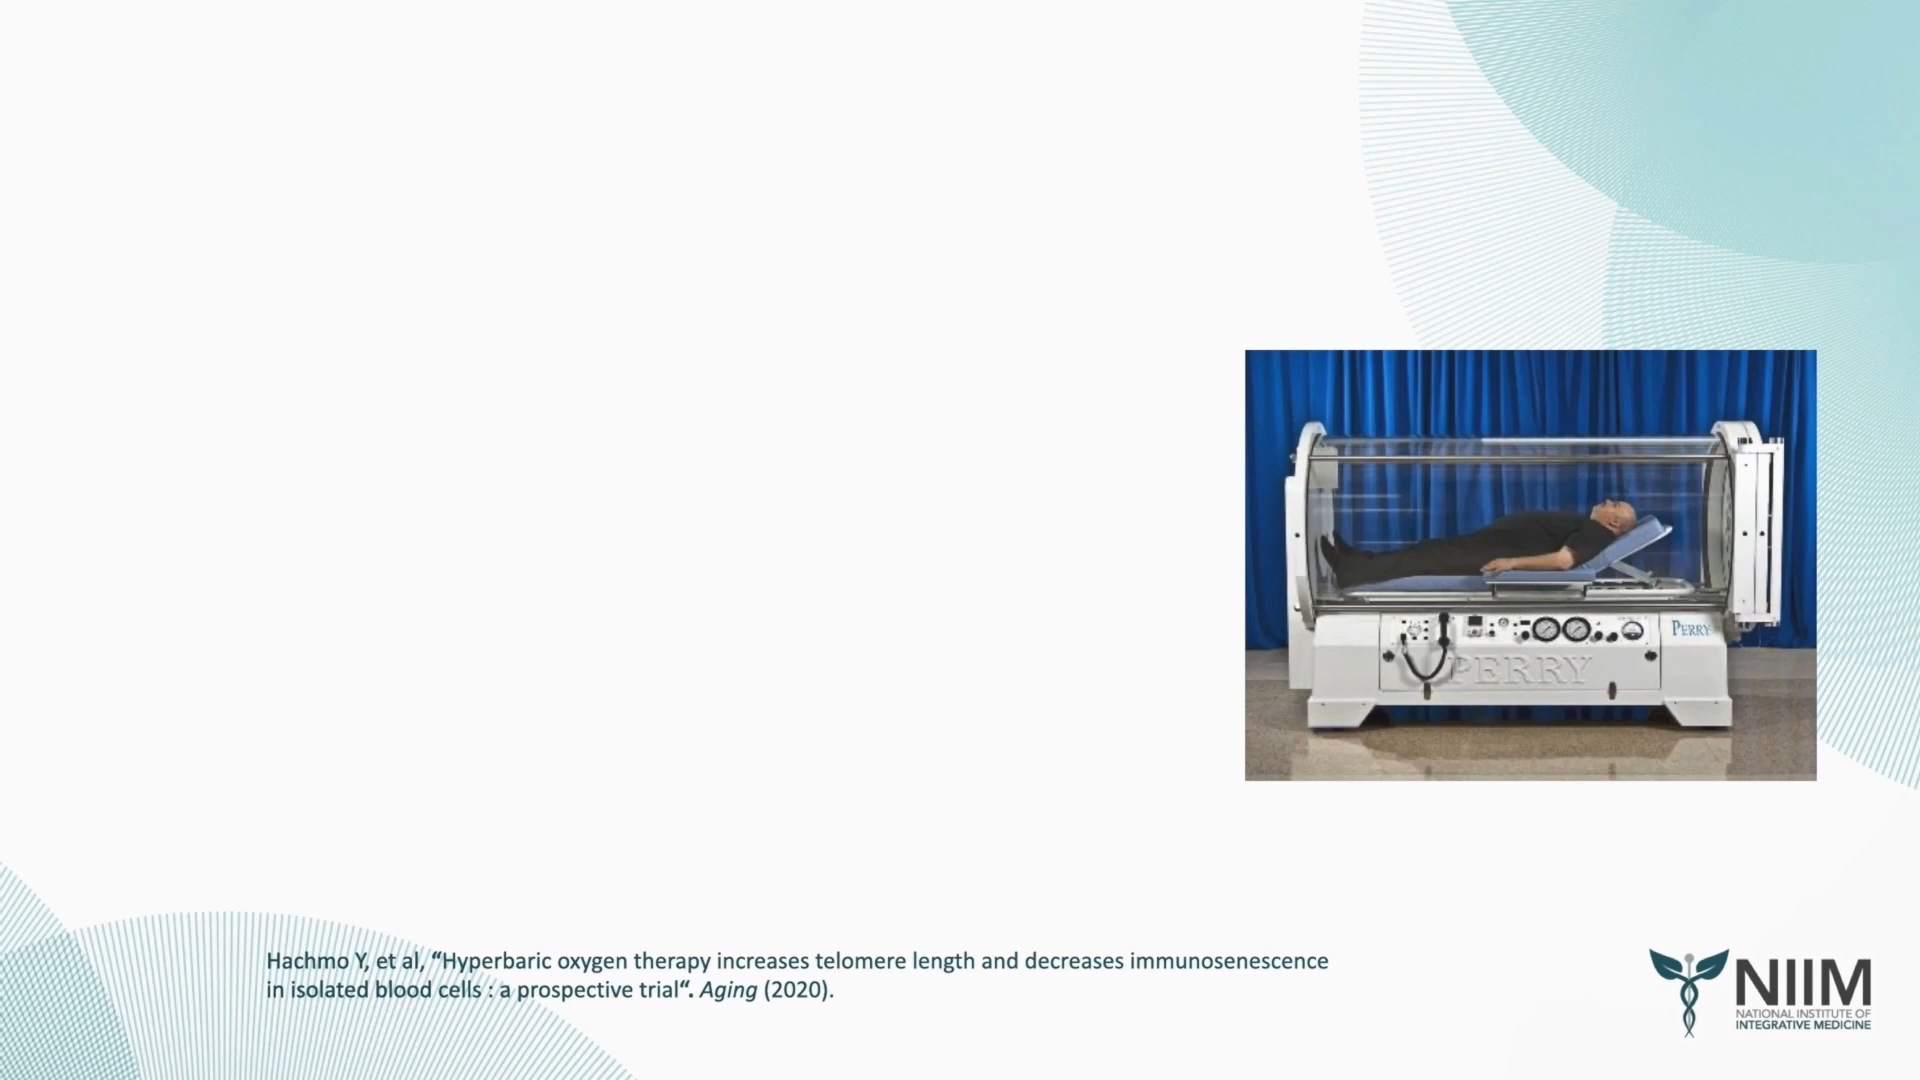 PERRY
PERRY
Hachmo Y, et al, “Hyperbaric oxygen therapy increases telomere length and decreases immunosenescence
in isolated blood cells : a prospective trial“. Aging (2020).
NIIM
NATIONAL INSTITUTE OF
INTEGRATIVE MEDICINE